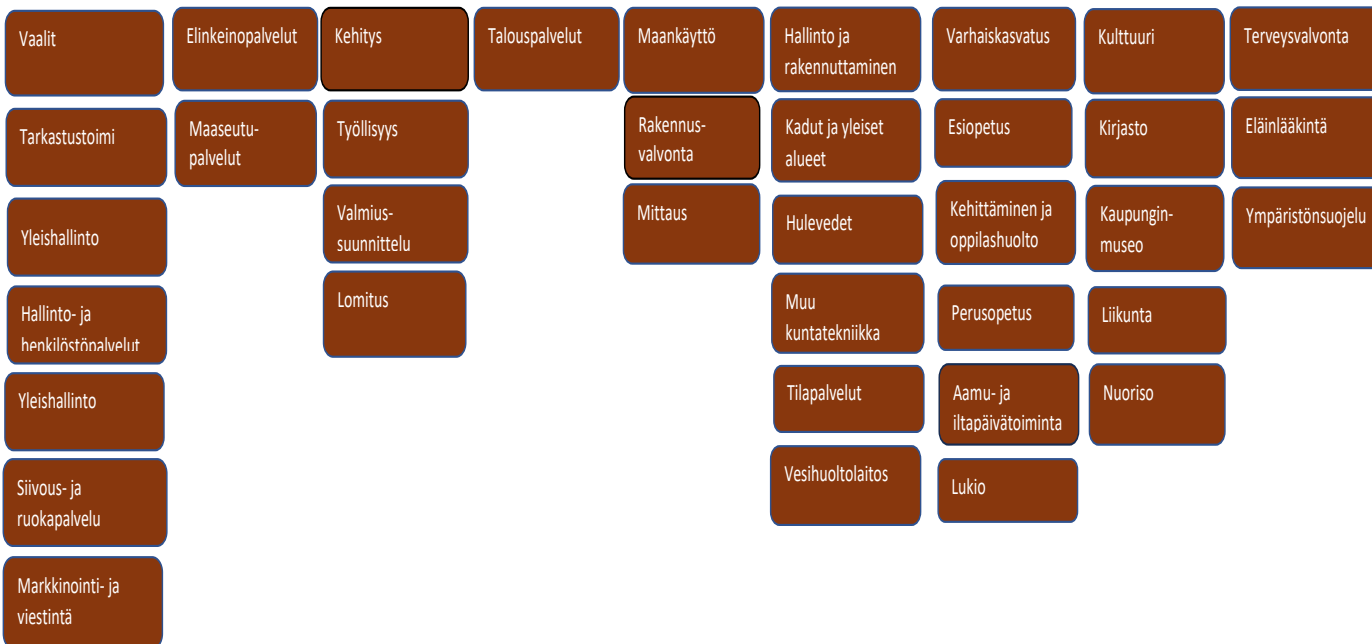 Vaalit
Tarkastustoimi
Yleishallinto
Hallinto- ja
henkilöstöpalvelut
Yleishallinto
Siivous- ja
ruokapalvelu
Markkinointi- ja
viestintä
Elinkeinopalvelut
Maaseutu-
palvelut
Kehitys
Työllisyys
Valmius-
suunnittelu
Lomitus
Talouspalvelut
Maankäyttö
Rakennus-
valvonta
Mittaus
Hallinto ja
rakennuttaminen
Kadut ja yleiset
alueet
Hulevedet
Muu
kuntatekniikka
Tilapalvelut
Vesihuoltolaitos
Varhaiskasvatus
Esiopetus
Kehittäminen ja
oppilashuolto
Perusopetus
Aamu- ja
iltapäivätoiminta
Lukio
Kulttuuri
Kirjasto
Kaupungin-
museo
Liikunta
Nuoriso
Terveysvalvonta
Eläinlääkintä
Ympäristönsuojelu